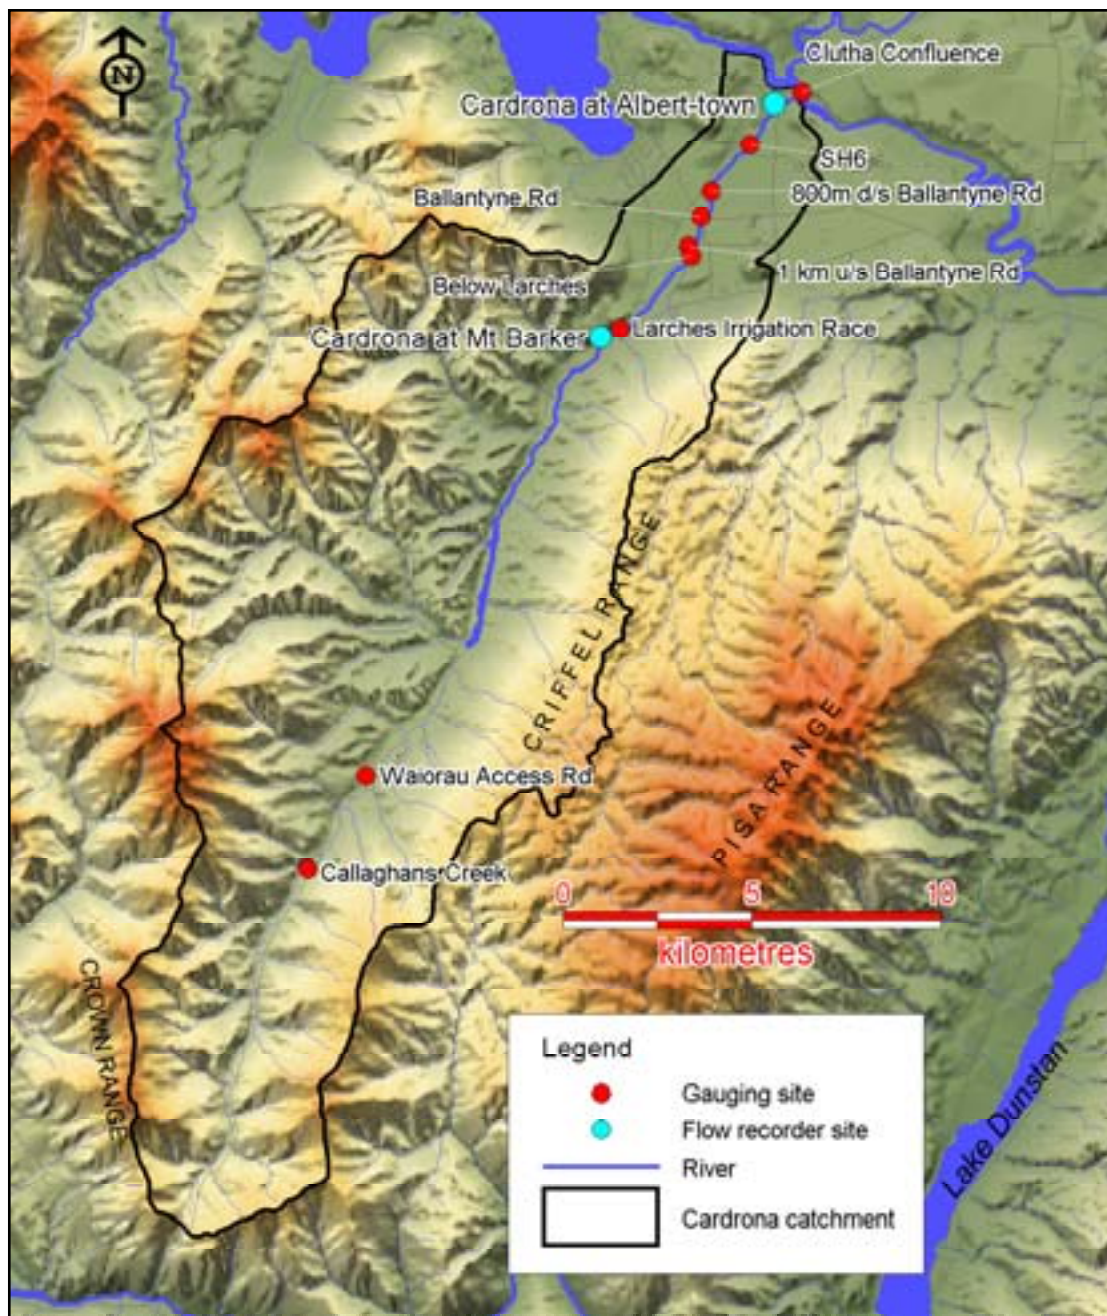 N
Clutha Confluence
Cardrona at Albert-town
SH6
Ballantyne Rd
800m d/s Ballantyne Rd
Below Larches
1 km u/s Ballantyne Rd
Cardrona at Mt Barker
Larches Irrigation Race
CRIFFEL RANGE
PISA RANGE
Waiorau Access Rd
Callaghans Creek
0 5 10
kilometres
CROWN RANGE
Lake Dunstan
Legend
Gauging site
Flow recorder site
River
Cardrona catchment